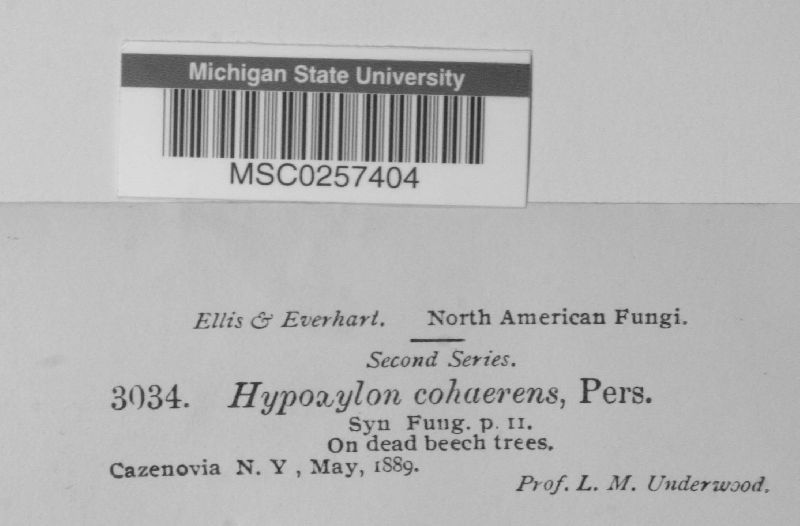 Michigan State University
MSC0257404
Ellis & Everhart. North American Fungi.
Second Series.
3034. Hypoxylon cohaerens, Pers.
Syn Fung. p. 11.
On dead beech trees.
Cazenovia N. Y, May, 1889.
Prof. L. M. Underwood.